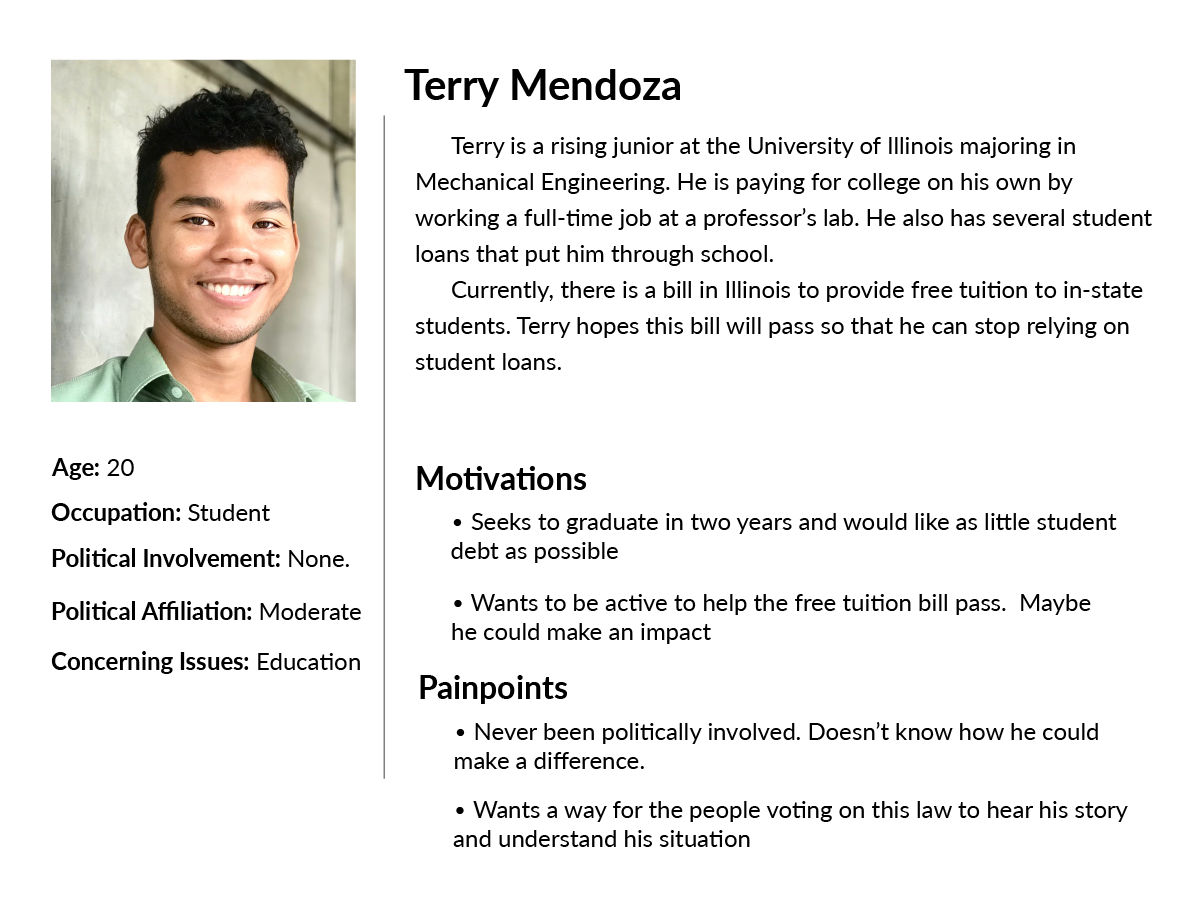 Terry Mendoza
Terry is a rising junior at the University of Illinois majoring in
Mechanical Engineering. He is paying for college on his own by
working a full-time job at a professor’s lab. He also has several student
loans that put him through school.
Currently, there is a bill in Illinois to provide free tuition to in-state
students. Terry hopes this bill will pass so that he can stop relying on
student loans.
Age: 20
Occupation: Student
Political Involvement: None.
Political Affiliation: Moderate
Concerning Issues: Education
Motivations
• Seeks to graduate in two years and would like as little student
debt as possible
• Wants to be active to help the free tuition bill pass.  Maybe
he could make an impact
Painpoints
• Never been politically involved. Doesn’t know how he could
make a difference.
• Wants a way for the people voting on this law to hear his story
and understand his situation